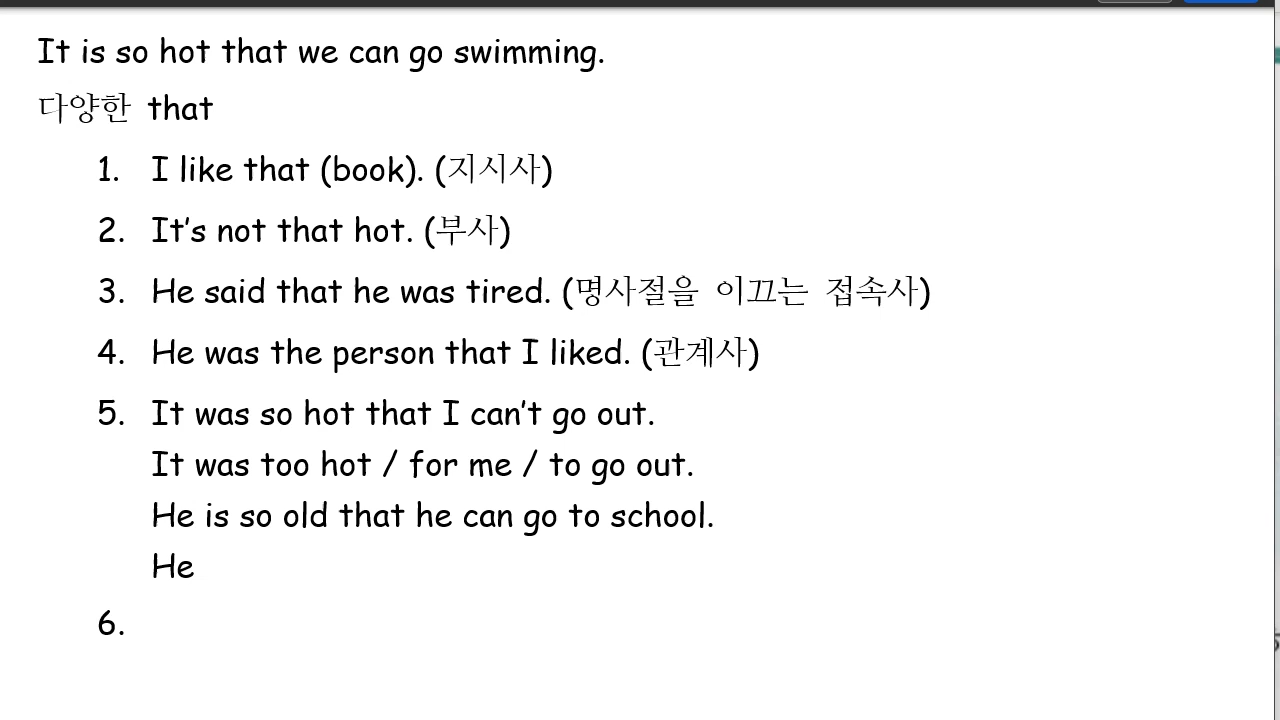 It is so hot that we can go swimming.
다양한 that
1. I like that (book). (지시사)
2. It’s not that hot. (부사)
3. He said that he was tired. (명사절을 이끄는 접속사)
4. He was the person that I liked. (관계사)
5. It was so hot that I can’t go out.
It was too hot / for me / to go out.
He is so old that he can go to school.
He
6.